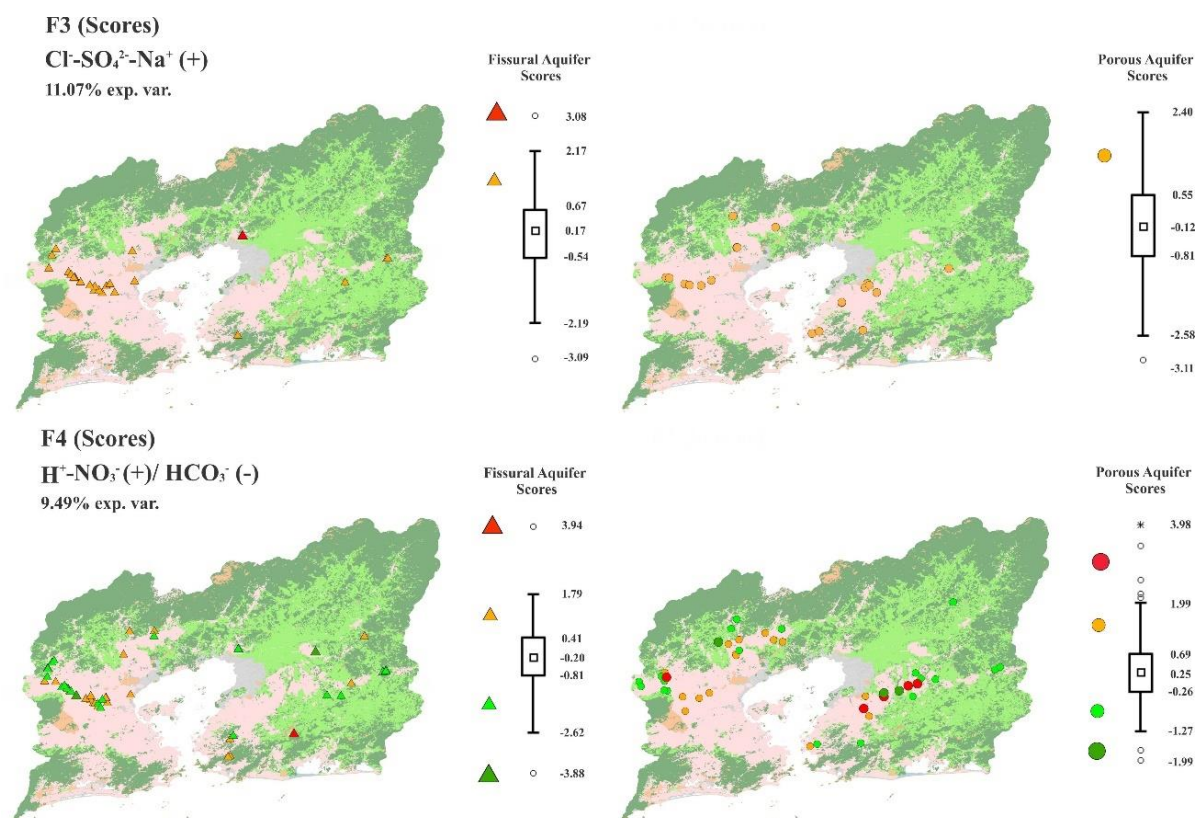 F3 (Scores)
Cl⁻-SO₄²⁻-Na⁺ (+)
11.07% exp. var.
Fissural Aquifer
Scores
3.08
2.17
0.67
0.17
-0.54
-2.19
-3.09
Porous Aquifer
Scores
2.40
0.55
-0.12
-0.81
-2.58
-3.11
F4 (Scores)
H⁺-NO₃⁻ (+)/ HCO₃⁻ (-)
9.49% exp. var.
Fissural Aquifer
Scores
3.94
1.79
0.41
-0.20
-0.81
-2.62
-3.88
Porous Aquifer
Scores
3.98
1.99
0.69
0.25
-0.26
-1.27
-1.99